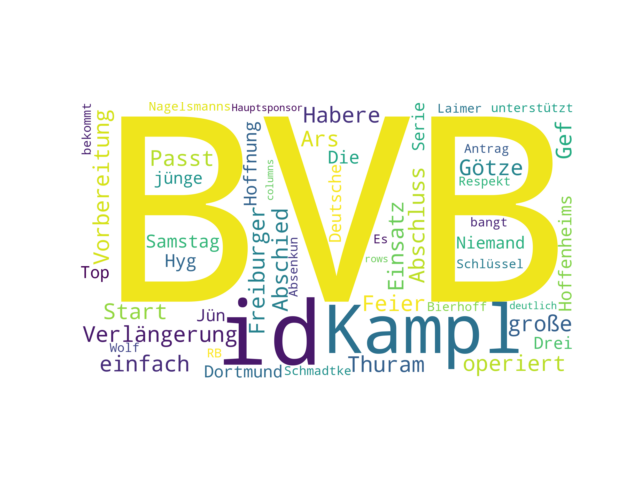 bekommt
Vorbereitung
Nagelsmanns
Hauptsponsor
Habere
Serie
Laimer
unterstützt
Gef
BVB
Ars
Die
Passt
jünge
Hoffnung
columns
Deutsche
Antrag
Götze
Respekt
Samstag
Hyg
Freiburger
Abschied
Absenkun
Es
rows
Einsatz
Abschluss
bangt
Niemand
Schlüssel
Hoffenheims
Top
Start
Jün
id
Feier
Kampl
Bierhoff
deutlich
große
Verlängerung
Wolf
RB
einfach
Dortmund
Schmadtke
Thuram
operiert
Drei